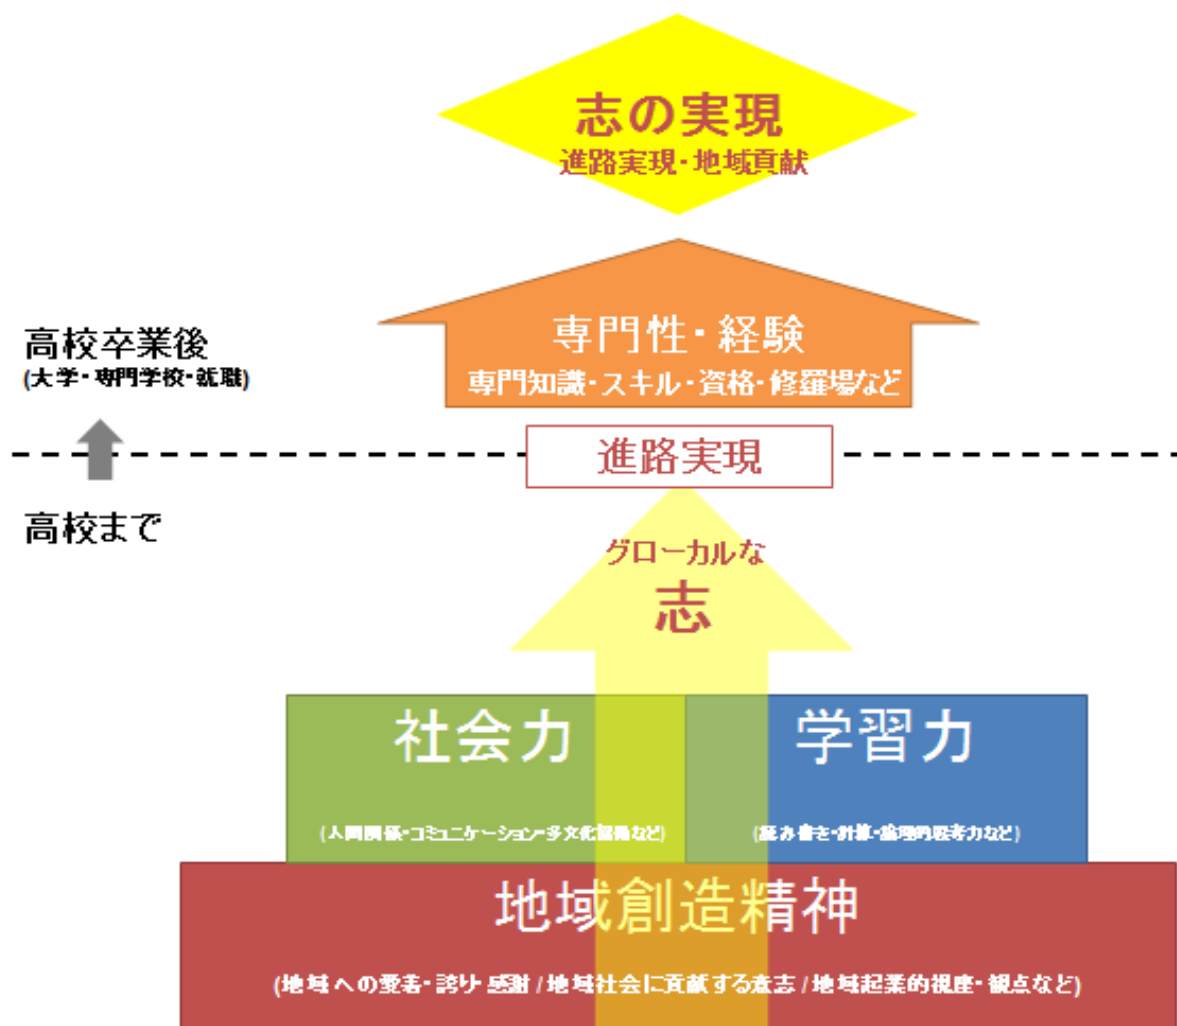 志の実現
進路実現・地域貢献
専門性・経験
専門知識・スキル・資格・修羅場など
高校卒業後
(大学・専門学校・就職)
進路実現
高校まで
グローカルな
志
社会力
学習力
(人間関係・コミュニケーション・多文化協働など)
(読み書き・計算・論理的思考力など)
地域創造精神
(地域への愛着・誇り・感謝 / 地域社会に貢献する意志 / 地域起業的視座・観点など)